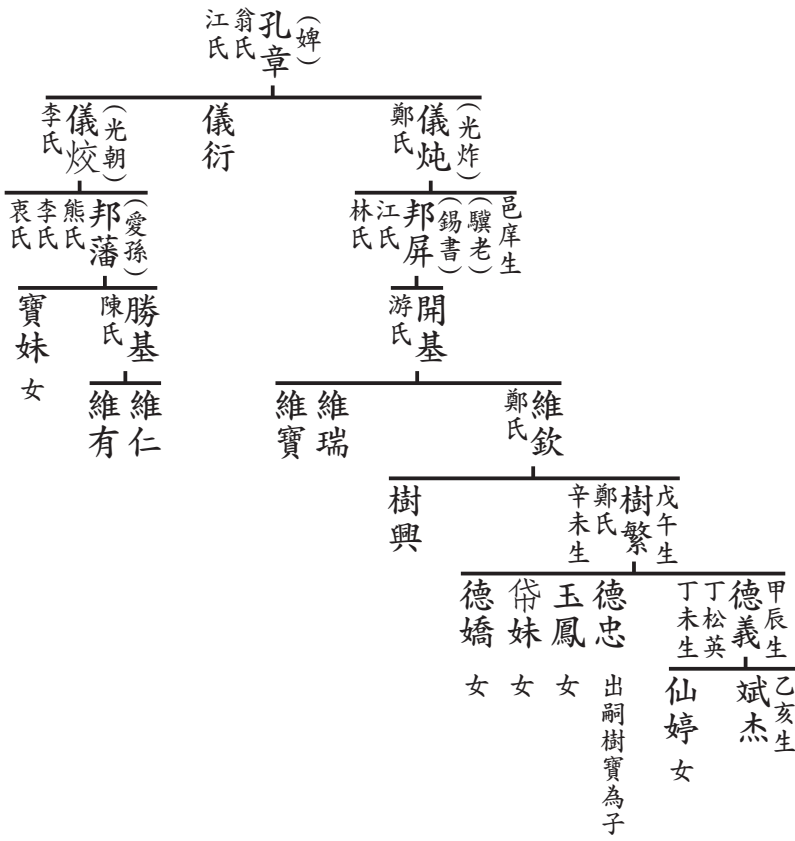 （婢）
孔章
翁氏
江氏
（光炸）
儀炖
鄭氏
儀衍
（光朝）
儀烄
李氏
邑庠生
（驥老）
（錫書）
邦屏
江氏
林氏
（愛孫）
邦藩
熊氏
李氏
衷氏
開基
游氏
勝基
陳氏
寶妹 女
維欽
鄭氏
維瑞
維寶
維仁
維有
戊午生
樹繁
鄭氏
辛未生
樹興
甲辰生
德義
丁松英
丁未生
德忠 出嗣樹寶為子
玉鳳 女
帒妹 女
德嬌 女
乙亥生
斌杰
仙婷 女